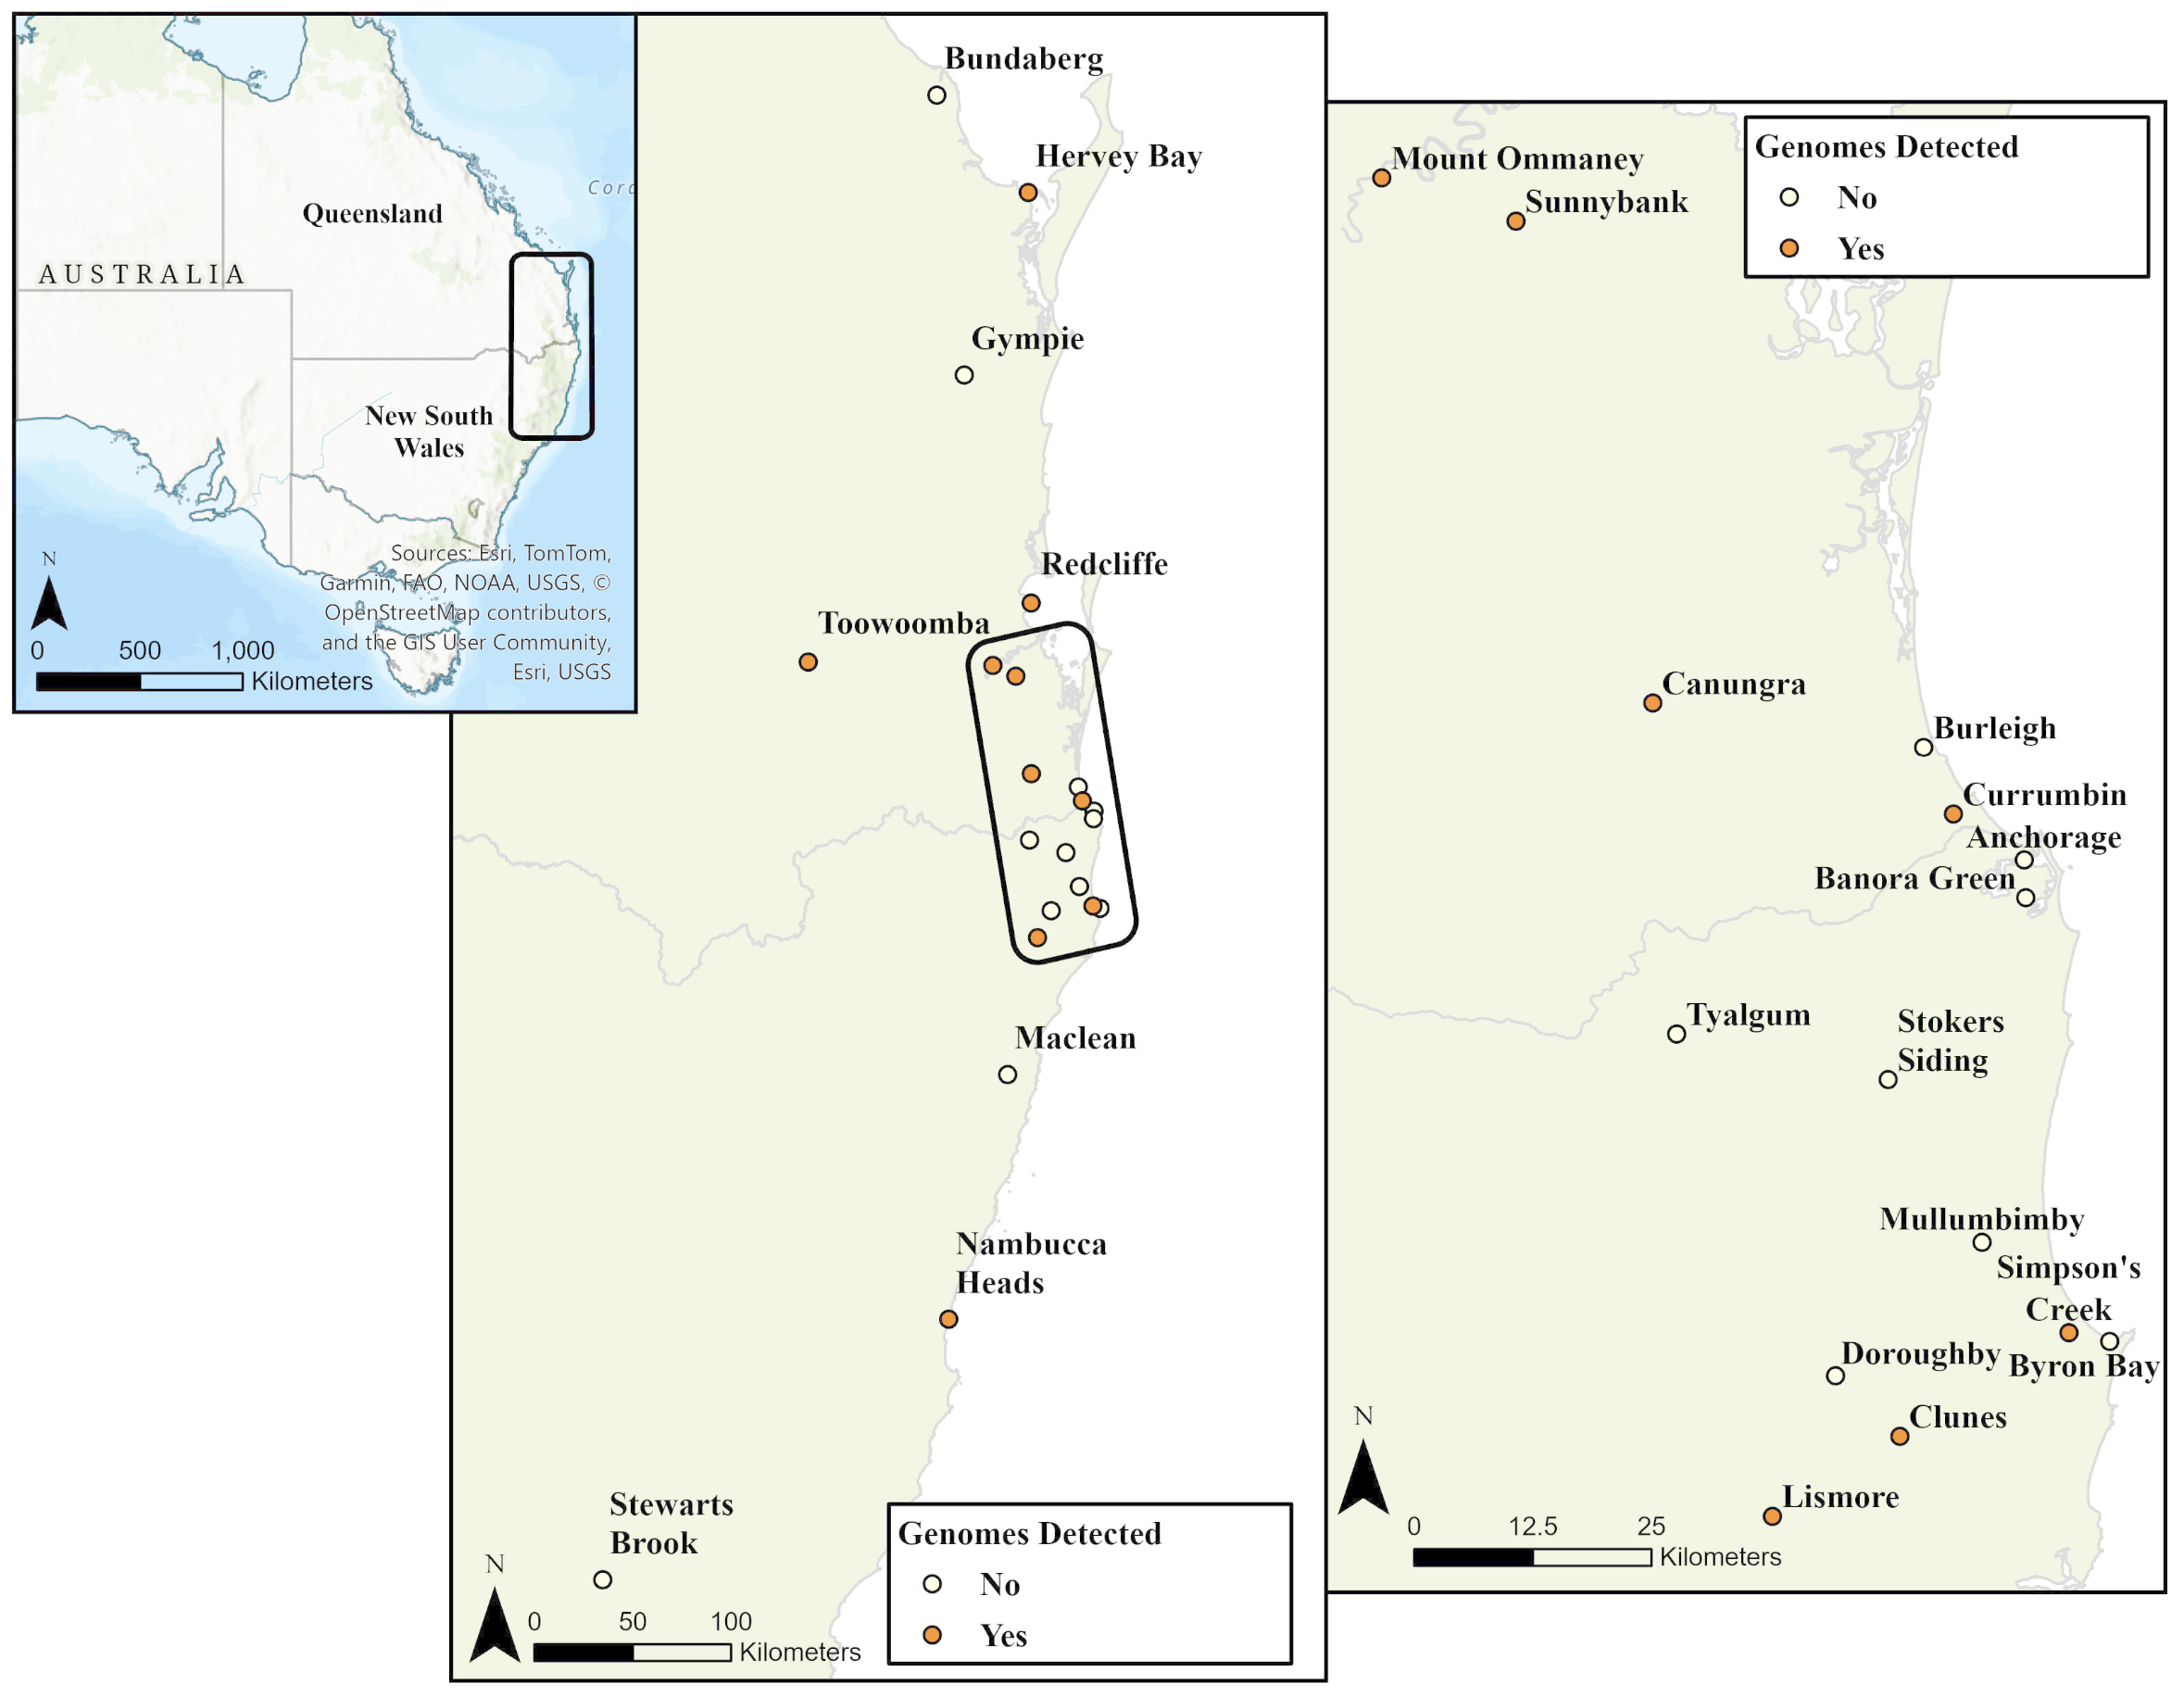 Cor
Queensland
AUSTRALIA
New South
Wales
Sources: Esri, TomTom,
Garmin, FAO, NOAA, USGS, ©
OpenStreetMap contributors,
and the GIS User Community,
Esri, USGS
N
0 500 1,000
Kilometers
Bundaberg
Hervey Bay
Gympie
Redcliffe
Toowoomba
Maclean
Nambucca
Heads
Stewarts
Brook
N
0 50 100
Kilometers
Genomes Detected
No
Yes
Genomes Detected
No
Yes
Mount Ommaney
Sunnybank
Canungra
Burleigh
Currumbin
Anchorage
Banora Green
Tyalgum
Stokers
Siding
Mullumbimby
Simpson's
Creek
Doroughby
Byron Bay
Clunes
Lismore
N
0 12.5 25
Kilometers